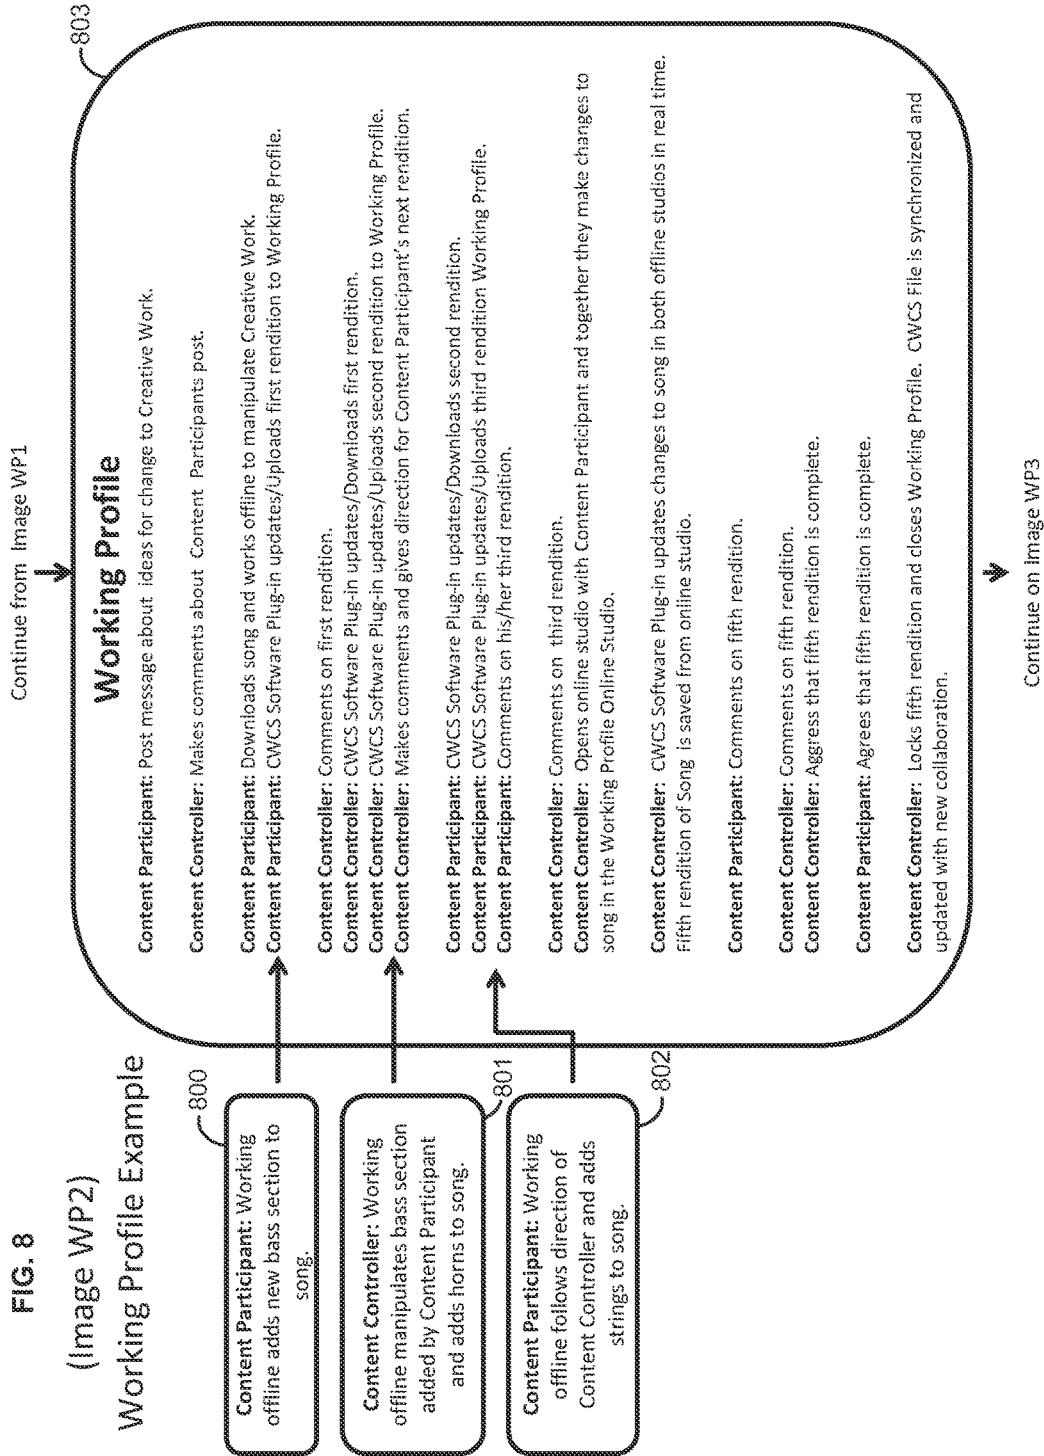 FIG. 8
(Image WP2)
Working Profile Example
Continue from Image WP1
800
Content Participant: Working
offline adds new bass section to
song.
801
Content Controller: Working
offline manipulates bass section
added by Content Participant
and adds horns to song.
802
Content Participant: Working
offline follows direction of
Content Controller and adds
strings to song.
803
Working Profile
Content Participant: Post message about ideas for change to Creative Work.
Content Controller: Makes comments about Content Participants post.
Content Participant: Downloads song and works offline to manipulate Creative Work.
Content Participant: CWCS Software Plug-in updates/Uploads first rendition to Working Profile.
Content Controller: Comments on first rendition.
Content Controller: CWCS Software Plug-in updates/Downloads first rendition.
Content Controller: CWCS Software Plug-in updates/Uploads second rendition to Working Profile.
Content Controller: Makes comments and gives direction for Content Participant's next rendition.
Content Participant: CWCS Software Plug-in updates/Downloads second rendition.
Content Participant: CWCS Software Plug-in updates/Uploads third rendition Working Profile.
Content Participant: Comments on his/her third rendition.
Content Controller: Comments on third rendition.
Content Controller: Opens online studio with Content Participant and together they make changes to
song in the Working Profile Online Studio.
Content Controller: CWCS Software Plug-in updates changes to song in both offline studios in real time.
Fifth rendition of Song is saved from online studio.
Content Participant: Comments on fifth rendition.
Content Controller: Comments on fifth rendition.
Content Controller: Aggress that fifth rendition is complete.
Content Participant: Agrees that fifth rendition is complete.
Content Controller: Locks fifth rendition and closes Working Profile. CWCS File is synchronized and
updated with new collaboration.
Continue on Image WP3